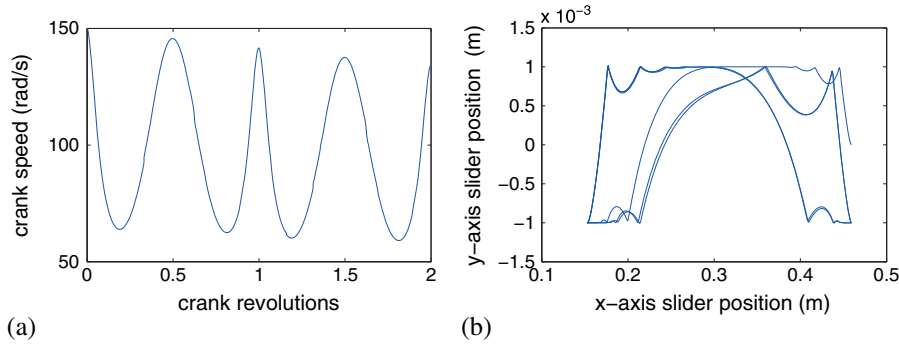 150
100
50
0
0.5
1
1.5
2
crank speed (rad/s)
crank revolutions
(a)
x 10−3
1.5
1
0.5
0
−0.5
−1
−1.5
0.1
0.2
0.3
0.4
0.5
y−axis slider position (m)
x−axis slider position (m)
(b)